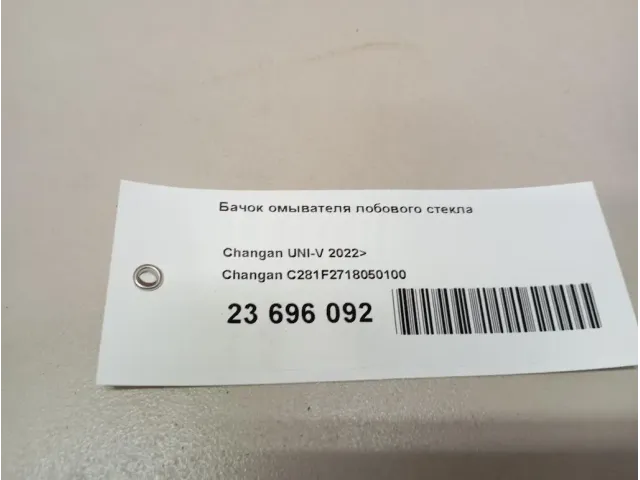 Бачок омывателя лобового стекла
Changan UNI-V 2022>
Changan C281F2718050100
23 696 092